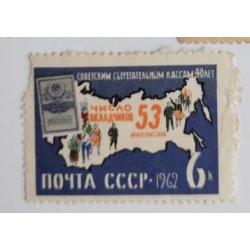 СОВЕТСКИМ СБЕРЕГАТЕЛЬНЫМ КАССАМ 40 ЛЕТ
ЧИСЛО
ВКЛАДЧИКОВ 53
МИЛЛИОНА
ПОЧТА СССР·1962 6К